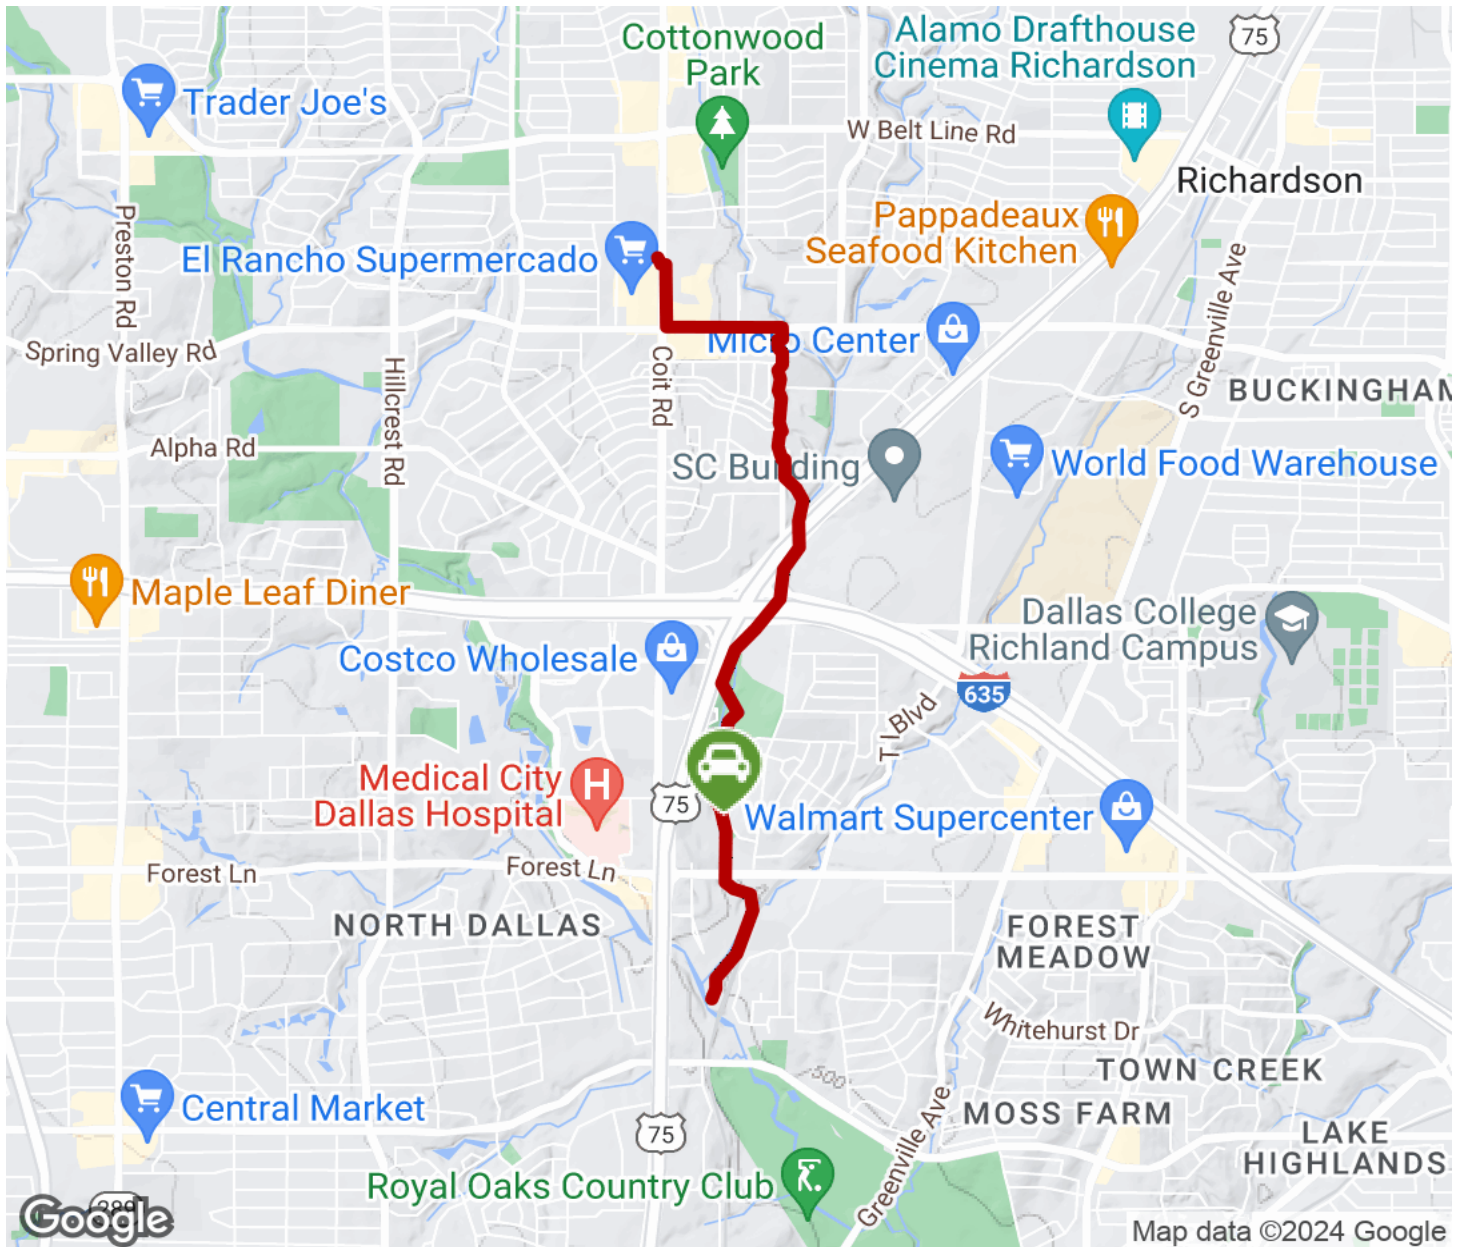 Cottonwood
Park
Alamo Drafthouse
Cinema Richardson
75
Trader Joe's
W Belt Line Rd
Richardson
Preston Rd
Pappadeaux
Seafood Kitchen
El Rancho Supermercado
S Greenville Ave
Spring Valley Rd
Micro Center
Hillcrest Rd
Coit Rd
BUCKINGHAM
Alpha Rd
SC Building
World Food Warehouse
Maple Leaf Diner
Dallas College
Richland Campus
Costco Wholesale
635
T I Blvd
Medical City
Dallas Hospital
H
75
Walmart Supercenter
Forest Ln
Forest Ln
NORTH DALLAS
FOREST
MEADOW
Whitehurst Dr
500'
TOWN CREEK
Central Market
MOSS FARM
75
Greenville Ave
LAKE
HIGHLANDS
Royal Oaks Country Club
289
Google
Map data ©2024 Google